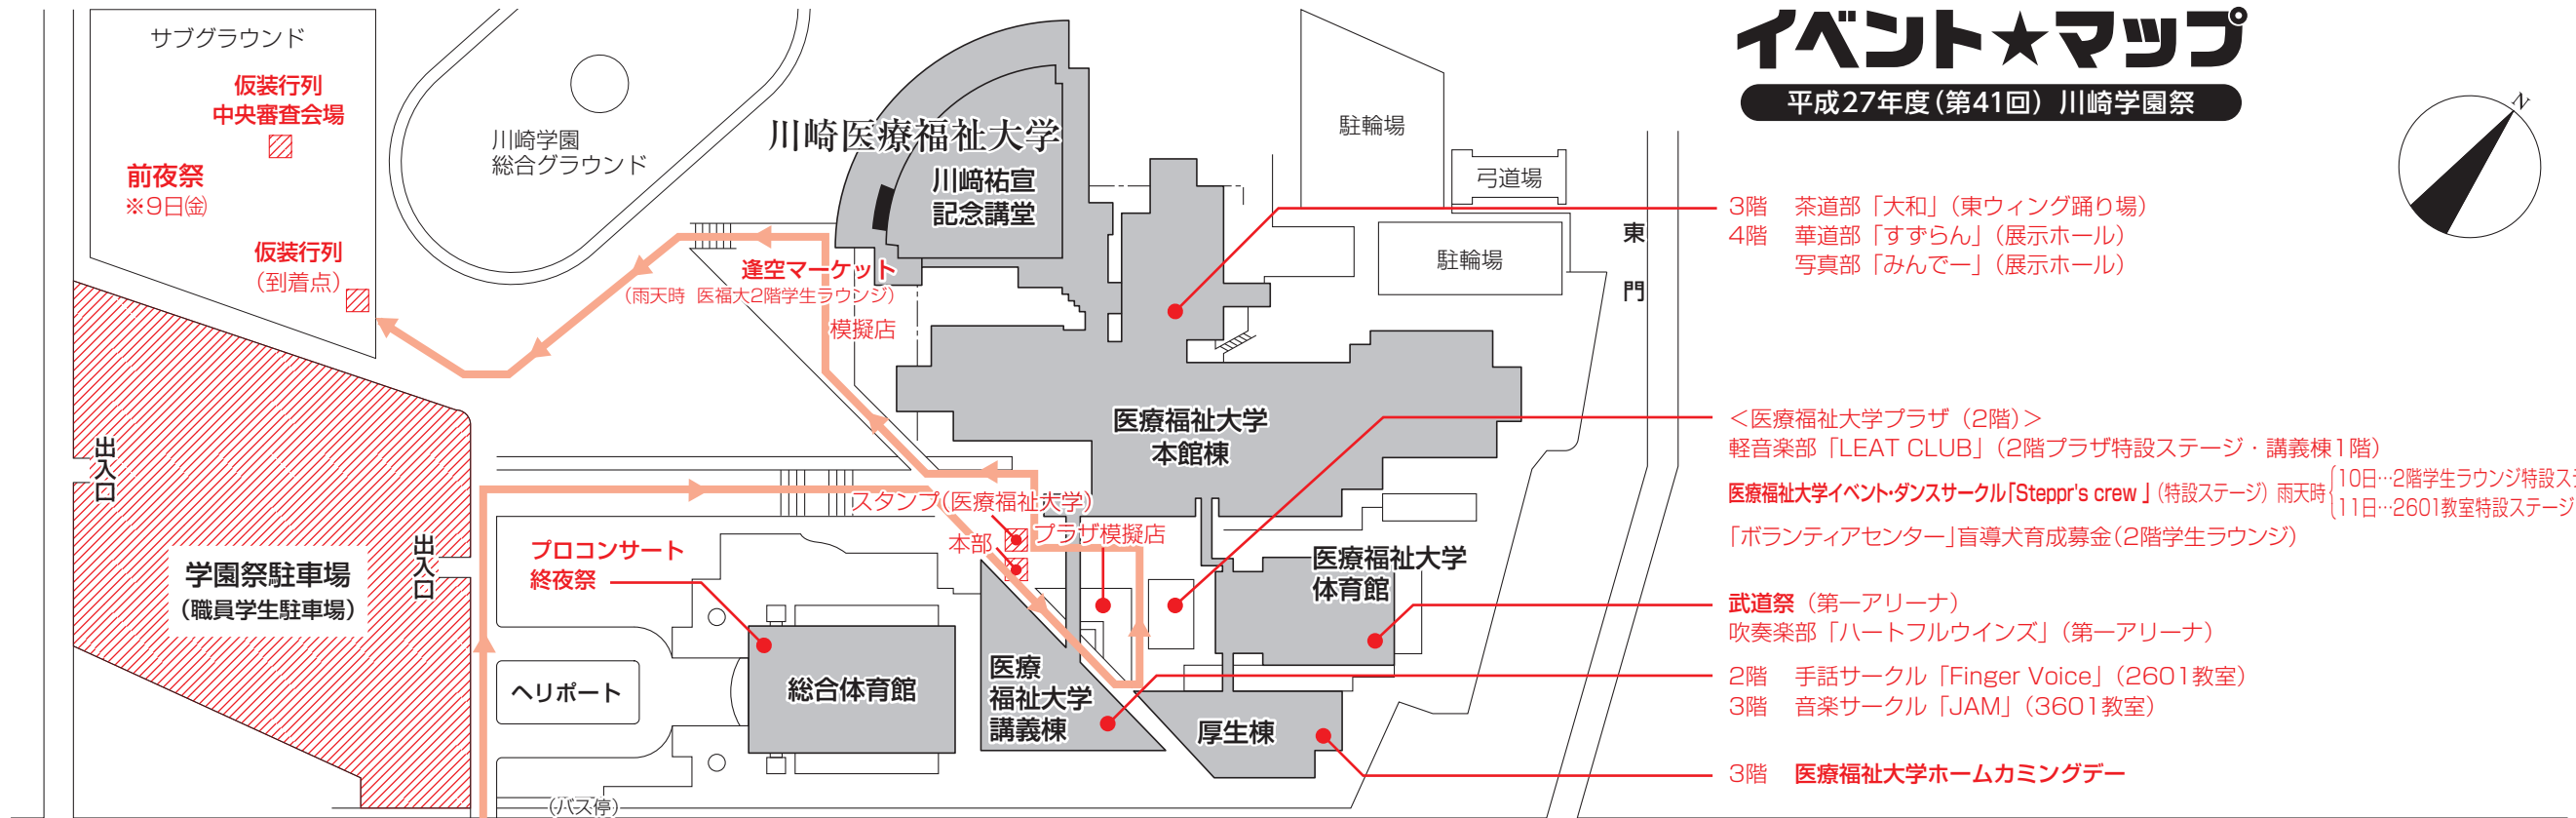 イベント★マップ
平成27年度(第41回) 川崎学園祭
N
サブグラウンド
仮装行列
中央審査会場
前夜祭
※9日㈮
仮装行列
(到着点)
川崎学園
総合グラウンド
川崎医療福祉大学
川﨑祐宣
記念講堂
駐輪場
弓道場
駐輪場
東門
逢空マーケット
(雨天時 医福大2階学生ラウンジ)
模擬店
3階 茶道部「大和」(東ウィング踊り場)
4階 華道部「すずらん」(展示ホール)
写真部「みんでー」(展示ホール)
医療福祉大学
本館棟
<医療福祉大学プラザ(2階)>
軽音楽部「LEAT CLUB」(2階プラザ特設ステージ・講義棟1階)
医療福祉大学イベント・ダンスサークル「Steppr's crew」(特設ステージ) 雨天時
10日…2階学生ラウンジ特設ス
11日…2601教室特設ステージ
「ボランティアセンター」盲導犬育成募金(2階学生ラウンジ)
出入口
出入口
学園祭駐車場
(職員学生駐車場)
スタンプ(医療福祉大学)
本部
プラザ模擬店
プロコンサート
終夜祭
医療福祉大学
体育館
武道祭(第一アリーナ)
吹奏楽部「ハートフルウインズ」(第一アリーナ)
ヘリポート
総合体育館
医療
福祉大学
講義棟
厚生棟
2階 手話サークル「Finger Voice」(2601教室)
3階 音楽サークル「JAM」(3601教室)
3階 医療福祉大学ホームカミングデー
(バス停)